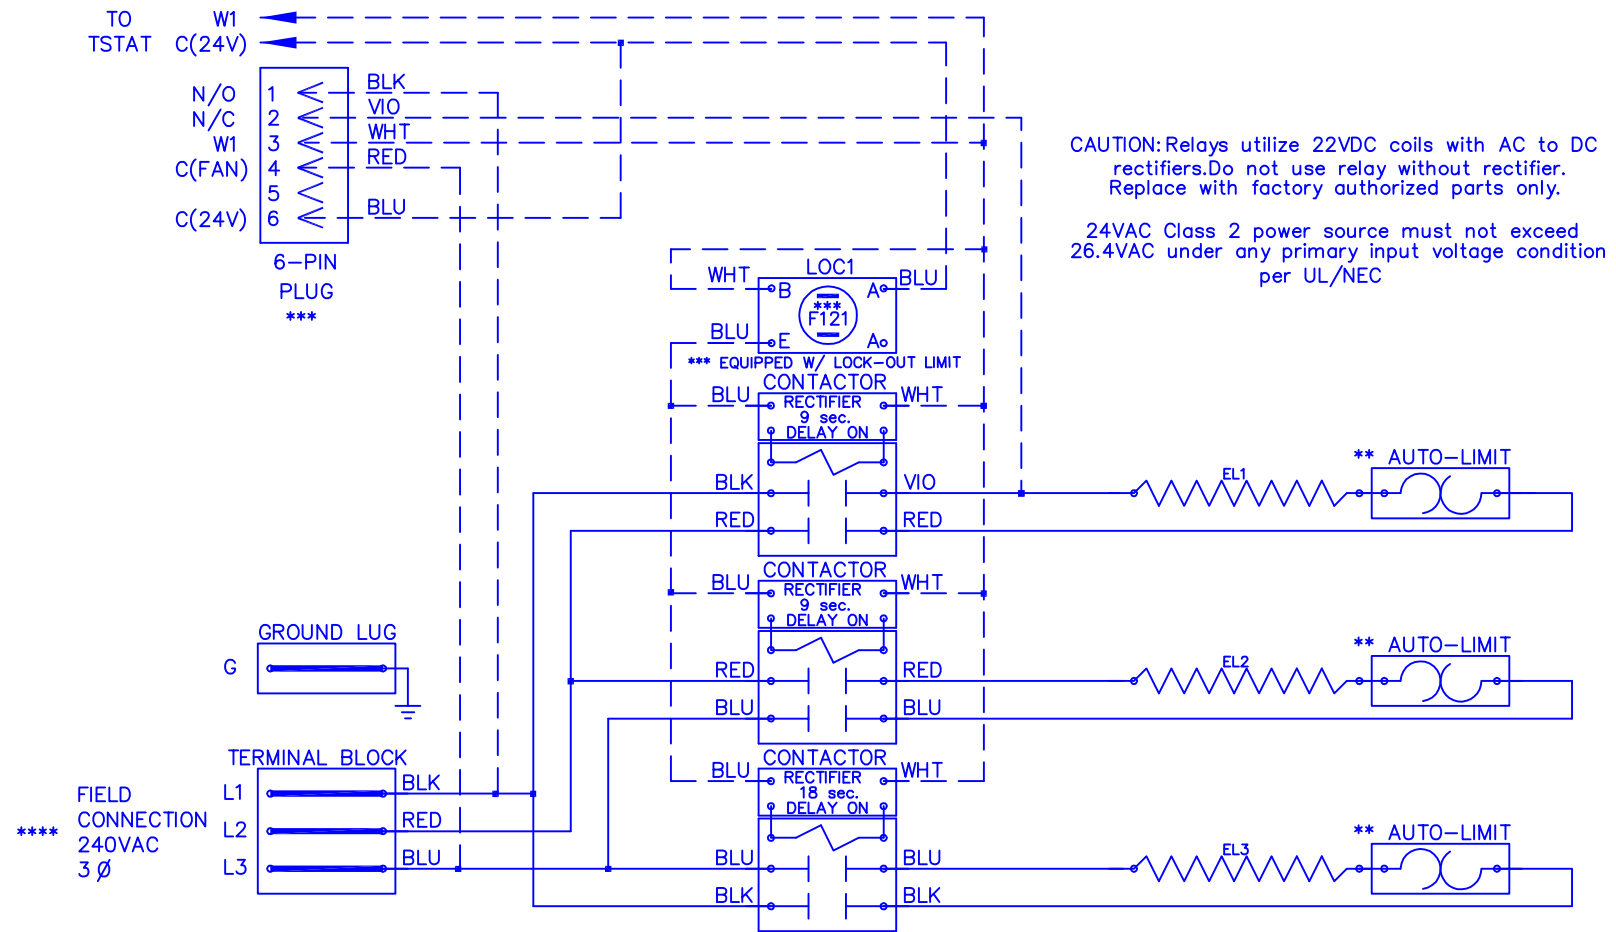 TO W1
TSTAT C(24V)
N/O 1 BLK
N/C 2 VIO
W1 3 WHT
C(FAN) 4 RED
5
C(24V) 6 BLU
6-PIN
PLUG
***
CAUTION: Relays utilize 22VDC coils with AC to DC
rectifiers.Do not use relay without rectifier.
Replace with factory authorized parts only.
24VAC Class 2 power source must not exceed
26.4VAC under any primary input voltage condition
per UL/NEC
LOC1
WHT B A BLU
***
F121
BLU E A
*** EQUIPPED W/ LOCK-OUT LIMIT
CONTACTOR
BLU RECTIFIER WHT
9 sec.
DELAY ON
BLK VIO
RED RED
EL1
** AUTO-LIMIT
CONTACTOR
BLU RECTIFIER WHT
9 sec.
DELAY ON
RED RED
BLU BLU
EL2
** AUTO-LIMIT
GROUND LUG
G
TERMINAL BLOCK
L1 BLK
L2 RED
L3 BLU
FIELD
CONNECTION
**** 240VAC
3 Ø
CONTACTOR
BLU RECTIFIER WHT
18 sec.
DELAY ON
BLU BLU
BLK BLK
EL3
** AUTO-LIMIT